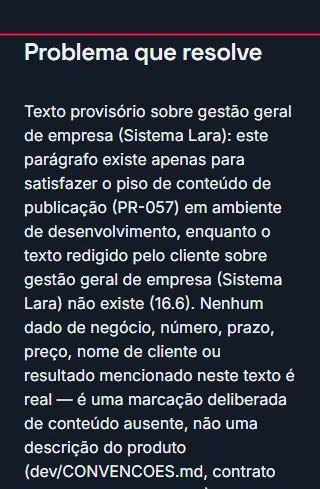 Problema que resolve
Texto provisório sobre gestão geral
de empresa (Sistema Lara): este
parágrafo existe apenas para
satisfazer o piso de conteúdo de
publicação (PR-057) em ambiente
de desenvolvimento, enquanto o
texto redigido pelo cliente sobre
gestão geral de empresa (Sistema
Lara) não existe (16.6). Nenhum
dado de negócio, número, prazo,
preço, nome de cliente ou
resultado mencionado neste texto é
real — é uma marcação deliberada
de conteúdo ausente, não uma
descrição do produto
(dev/CONVENCOES.md, contrato